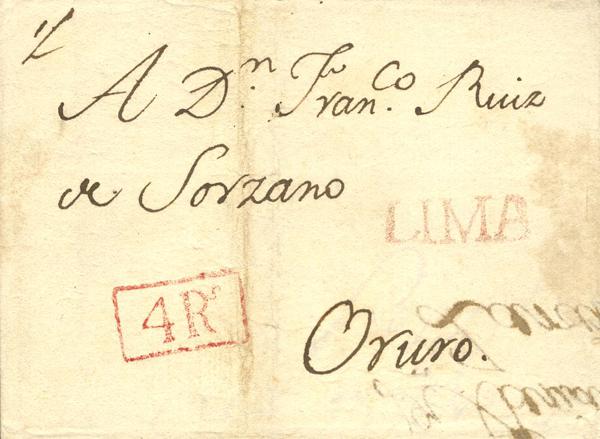 A Dn. Franco. Ruiz
de Sorzano
LIMA
4Rs
Oruro.